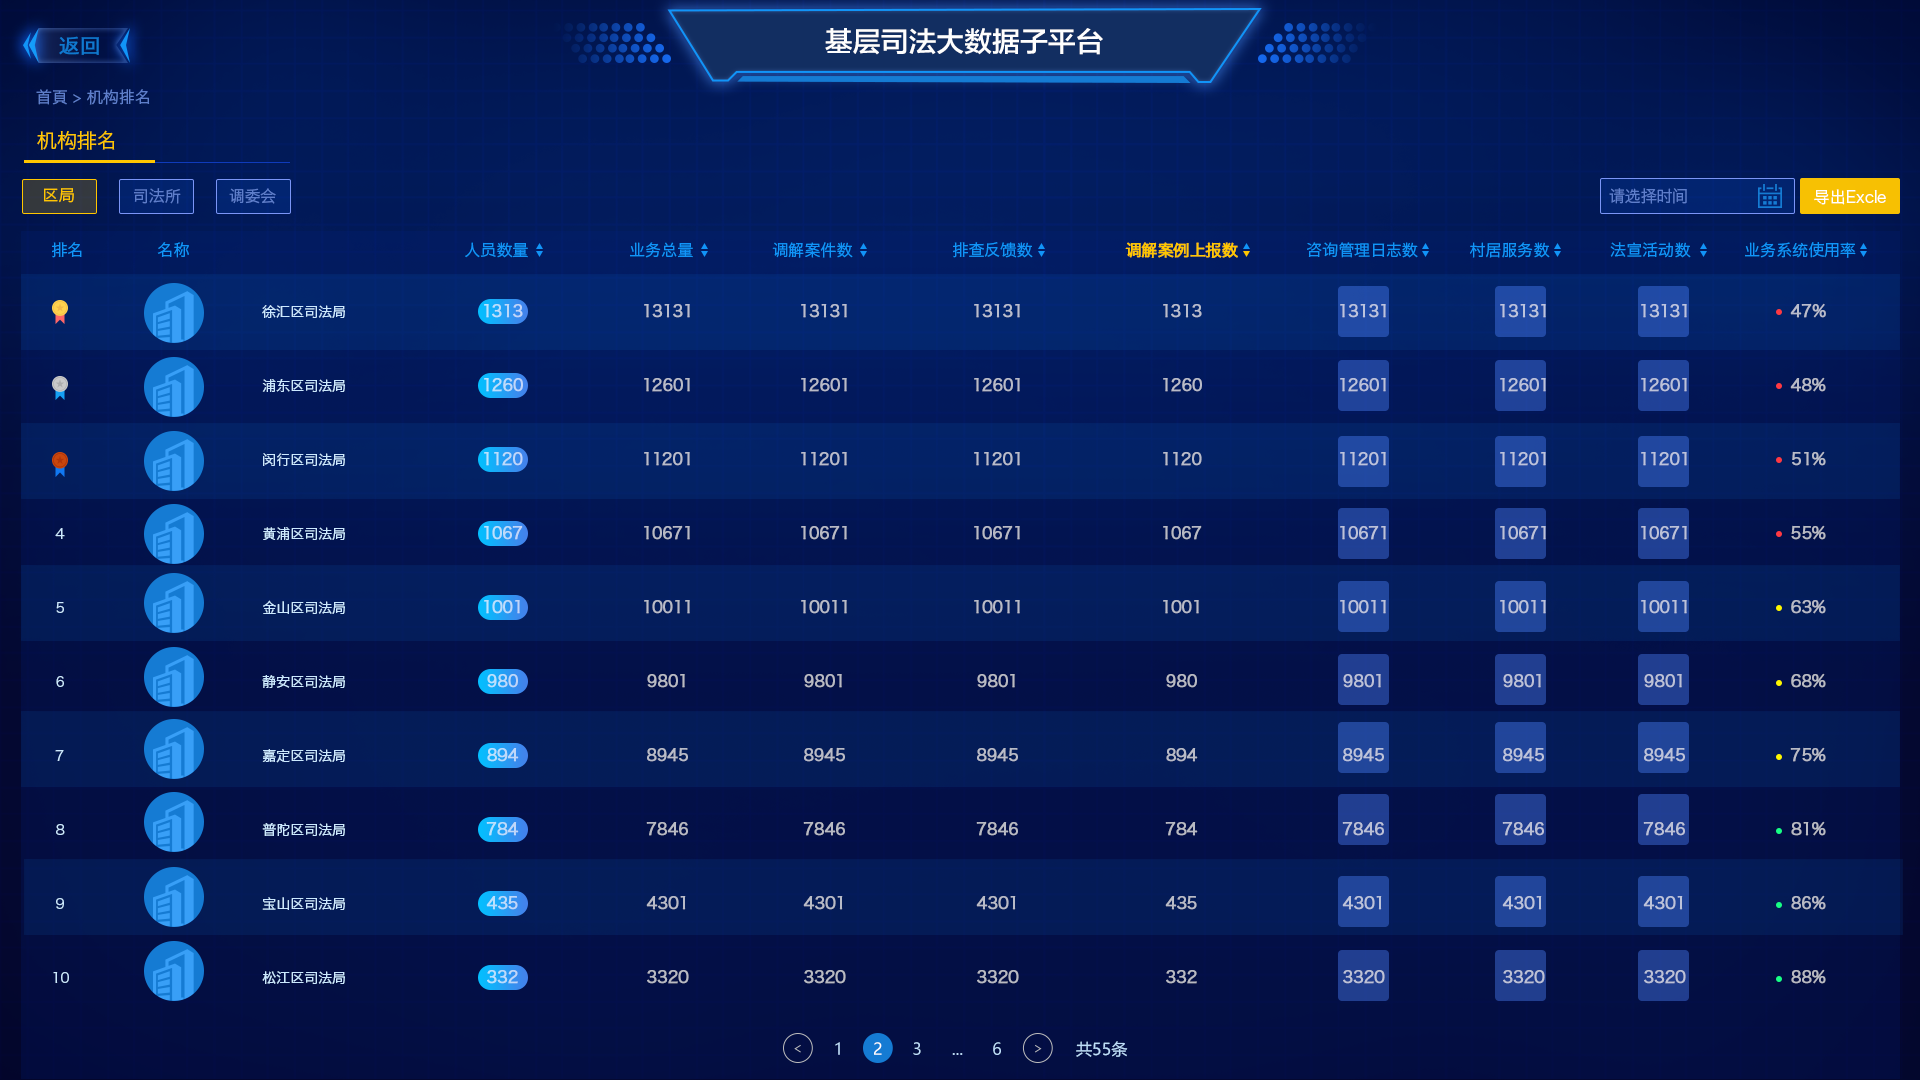 返回
基层司法大数据子平台
首頁 > 机构排名
机构排名
区局 司法所 调委会 请选择时间 导出Excle
排名 名称 人员数量 业务总量 调解案件数 排查反馈数 调解案例上报数 咨询管理日志数 村居服务数 法宣活动数 业务系统使用率
徐汇区司法局 1313 13131 13131 13131 1313 13131 13131 13131 47%
浦东区司法局 1260 12601 12601 12601 1260 12601 12601 12601 48%
闵行区司法局 1120 11201 11201 11201 1120 11201 11201 11201 51%
4 黄浦区司法局 1067 10671 10671 10671 1067 10671 10671 10671 55%
5 金山区司法局 1001 10011 10011 10011 1001 10011 10011 10011 63%
6 静安区司法局 980 9801 9801 9801 980 9801 9801 9801 68%
7 嘉定区司法局 894 8945 8945 8945 894 8945 8945 8945 75%
8 普陀区司法局 784 7846 7846 7846 784 7846 7846 7846 81%
9 宝山区司法局 435 4301 4301 4301 435 4301 4301 4301 86%
10 松江区司法局 332 3320 3320 3320 332 3320 3320 3320 88%
< 1 2 3 ... 6 > 共55条